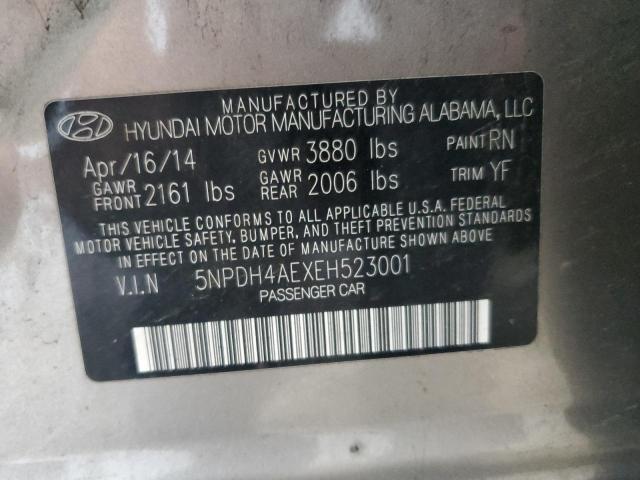 MANUFACTURED BY
HYUNDAI MOTOR MANUFACTURING ALABAMA, LLC
Apr/16/14 GVWR 3880 lbs PAINT RN
GAWR FRONT 2161 lbs GAWR REAR 2006 lbs TRIM YF
THIS VEHICLE CONFORMS TO ALL APPLICABLE U.S.A. FEDERAL
MOTOR VEHICLE SAFETY, BUMPER, AND THEFT PREVENTION STANDARDS
IN EFFECT ON THE DATE OF MANUFACTURE SHOWN ABOVE.
V.I.N 5NPDH4AEXEH523001
PASSENGER CAR